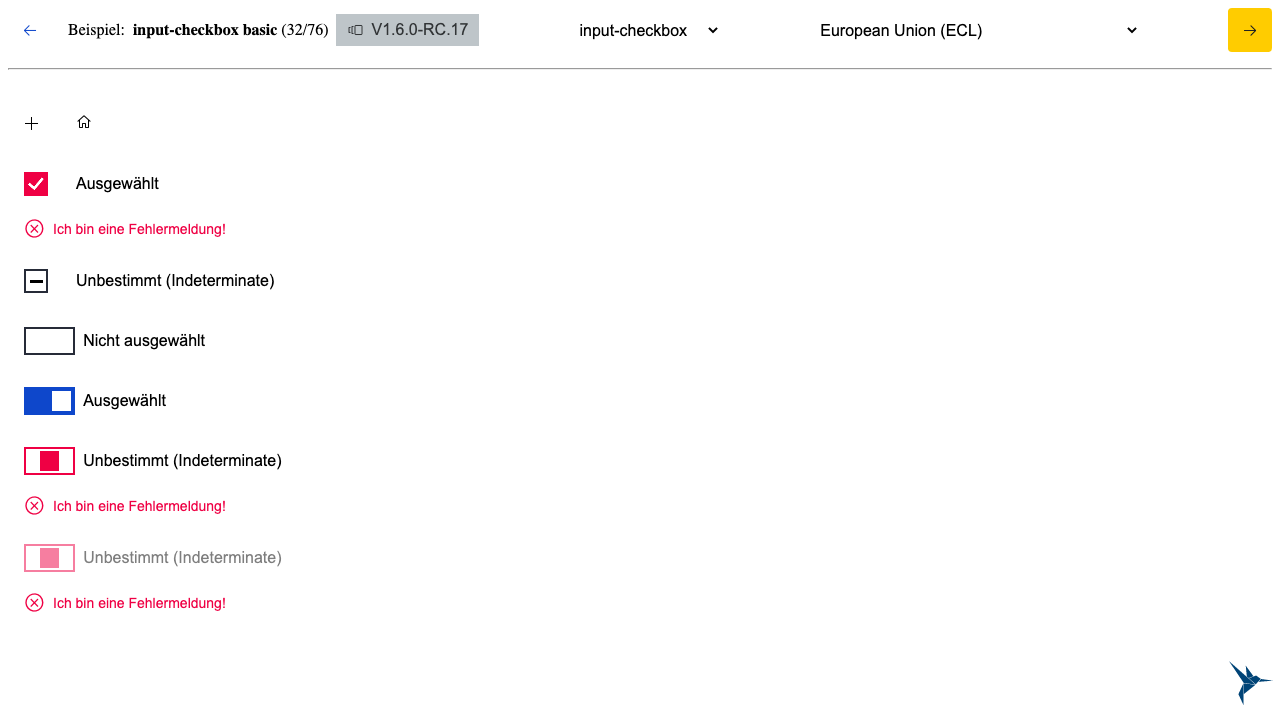 Beispiel: input-checkbox basic (32/76) V1.6.0-RC.17 input-checkbox European Union (ECL)
Ausgewählt
Ich bin eine Fehlermeldung!
Unbestimmt (Indeterminate)
Nicht ausgewählt
Ausgewählt
Unbestimmt (Indeterminate)
Ich bin eine Fehlermeldung!
Unbestimmt (Indeterminate)
Ich bin eine Fehlermeldung!